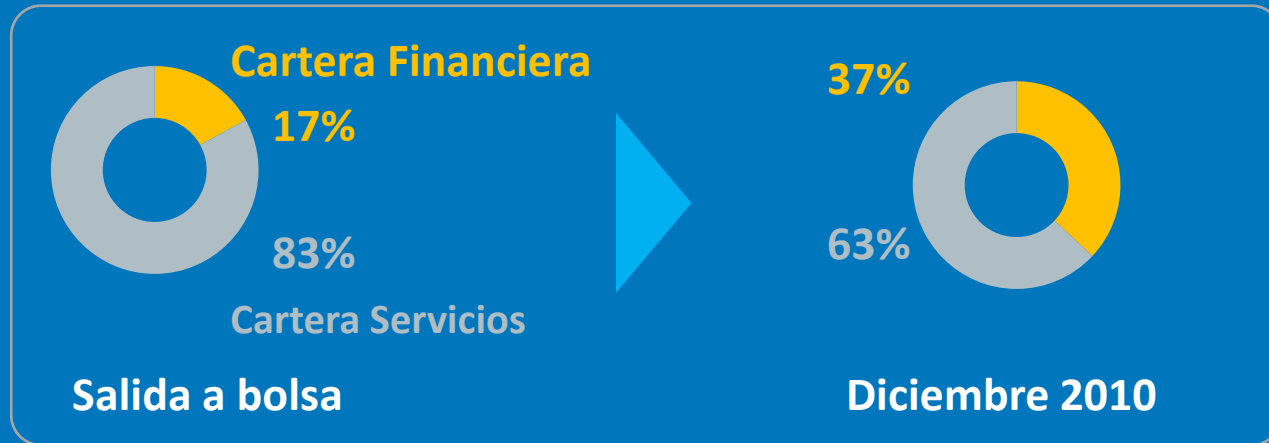 Cartera Financiera
17%
83%
Cartera Servicios
Salida a bolsa
37%
63%
Diciembre 2010